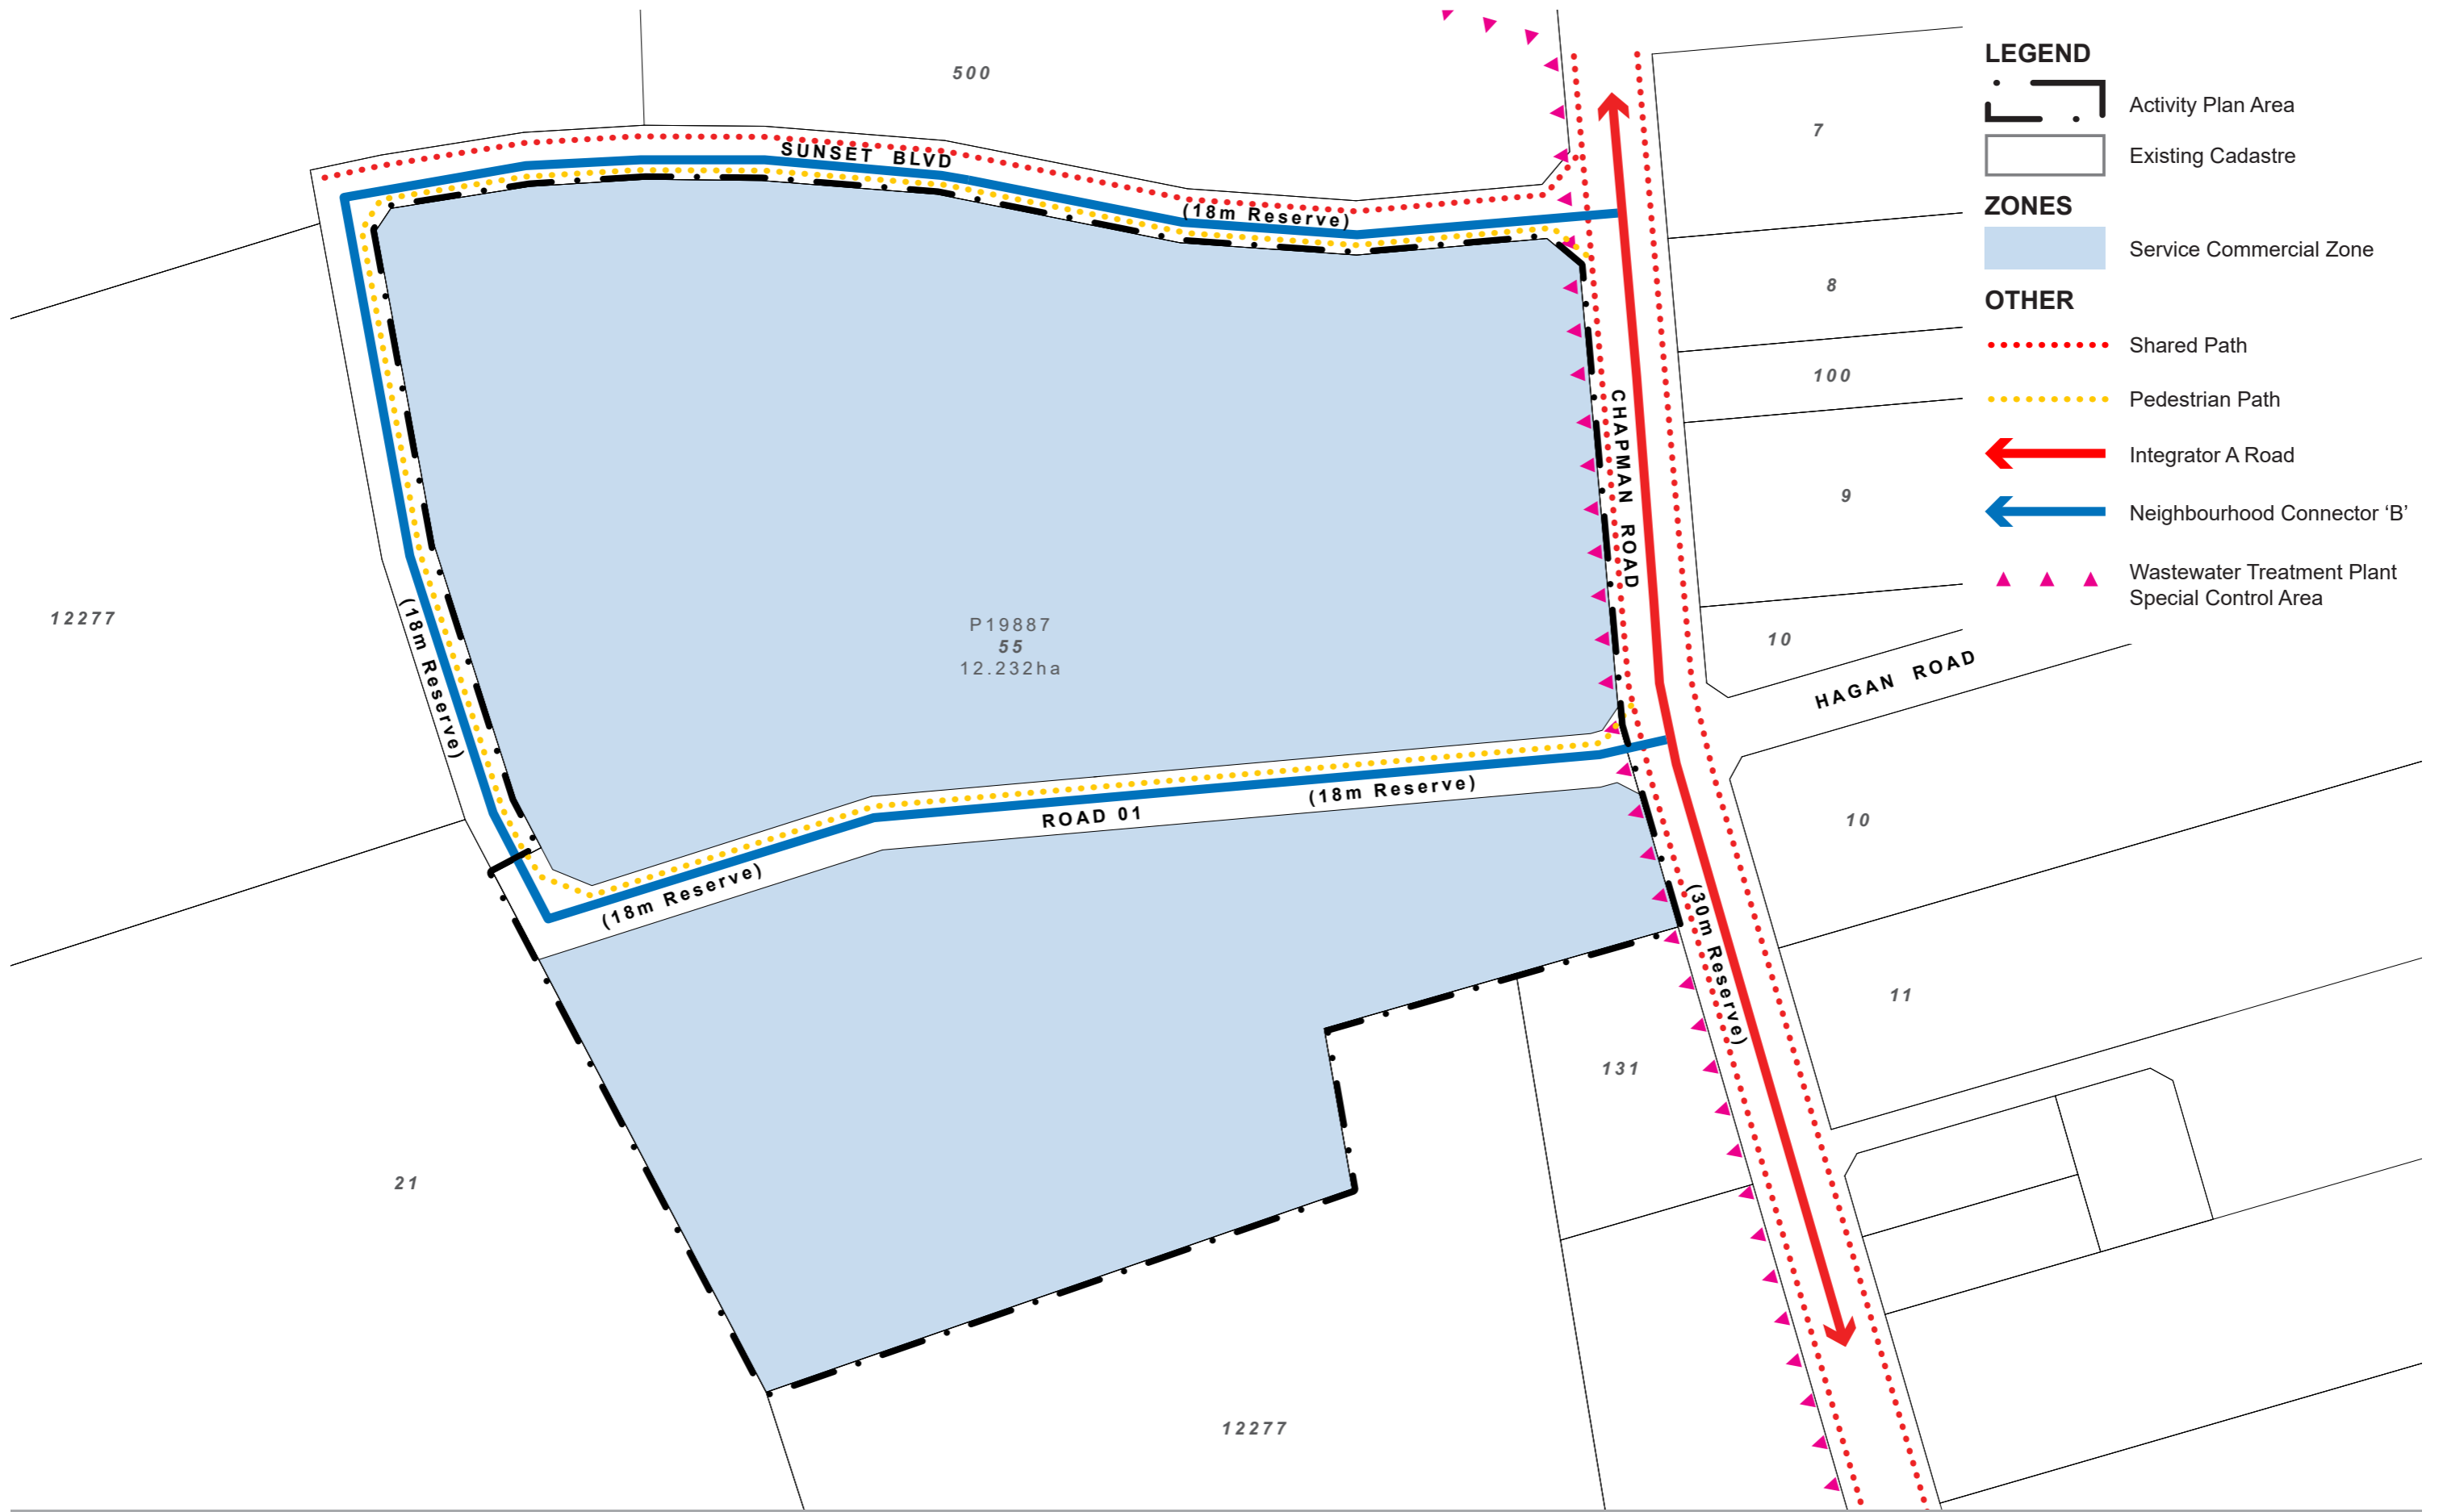 500
SUNSET BLVD
(18m Reserve)
7
8
100
9
10
CHAPMAN ROAD
HAGAN ROAD
12277
(18m Reserve)
P19887
55
12.232ha
(18m Reserve)
ROAD 01
(18m Reserve)
10
(30m Reserve)
11
131
21
12277
LEGEND
Activity Plan Area
Existing Cadastre
ZONES
Service Commercial Zone
OTHER
Shared Path
Pedestrian Path
Integrator A Road
Neighbourhood Connector ‘B’
Wastewater Treatment Plant
Special Control Area